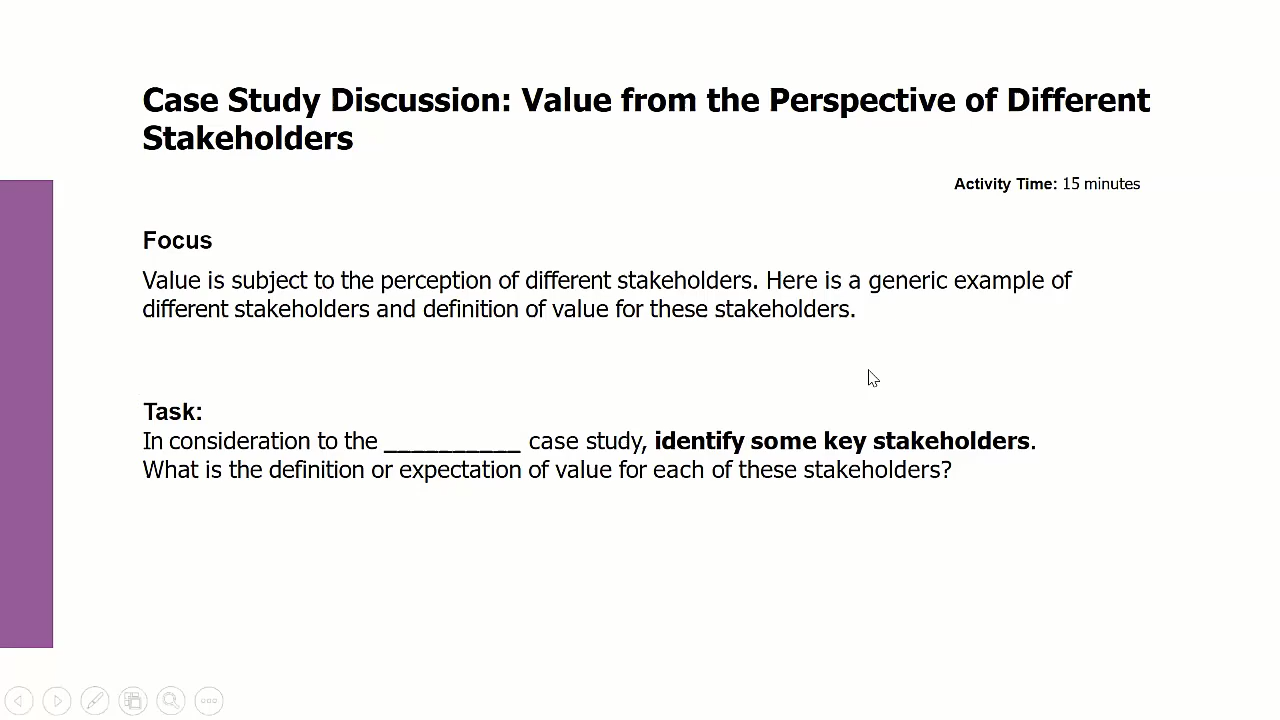 Case Study Discussion: Value from the Perspective of Different
Stakeholders
Activity Time: 15 minutes
Focus
Value is subject to the perception of different stakeholders. Here is a generic example of
different stakeholders and definition of value for these stakeholders.
Task:
In consideration to the __________ case study, identify some key stakeholders.
What is the definition or expectation of value for each of these stakeholders?